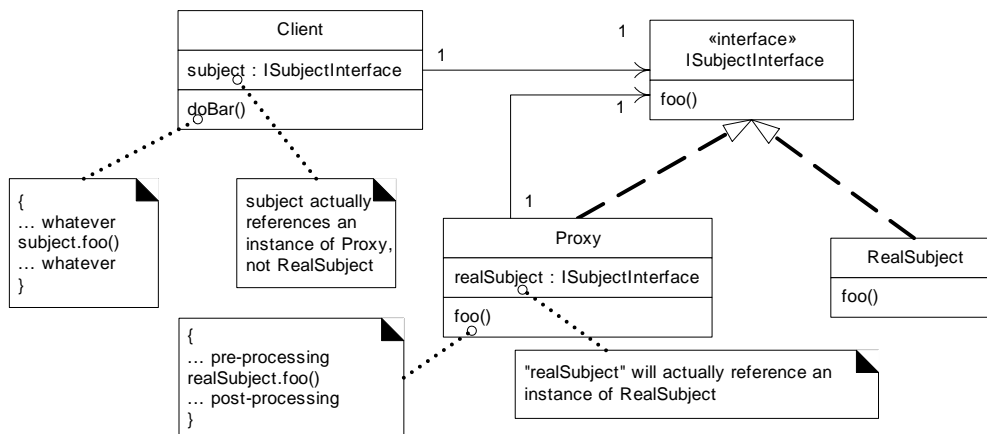 Client
subject : ISubjectInterface
doBar()
1
1
«interface»
ISubjectInterface
foo()
1
{
... whatever
subject.foo()
... whatever
}
subject actually
references an
instance of Proxy,
not RealSubject
1
Proxy
realSubject : ISubjectInterface
foo()
RealSubject
foo()
{
... pre-processing
realSubject.foo()
... post-processing
}
"realSubject" will actually reference an
instance of RealSubject